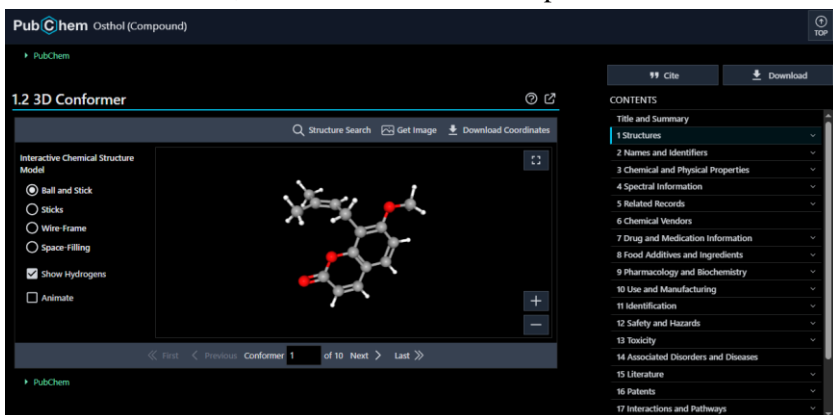 PubChem Osthol (Compound)
TOP
PubChem
Cite
Download
1.2 3D Conformer
CONTENTS
Title and Summary
Structure Search
Get Image
Download Coordinates
1 Structures
2 Names and Identifiers
Interactive Chemical Structure
Model
3 Chemical and Physical Properties
Ball and Stick
4 Spectral Information
Sticks
5 Related Records
Wire-Frame
6 Chemical Vendors
Space-Filling
7 Drug and Medication Information
8 Food Additives and Ingredients
Show Hydrogens
9 Pharmacology and Biochemistry
Animate
10 Use and Manufacturing
11 Identification
12 Safety and Hazards
13 Toxicity
First
Previous
Conformer 1 of 10
Next
Last
14 Associated Disorders and Diseases
15 Literature
PubChem
16 Patents
17 Interactions and Pathways